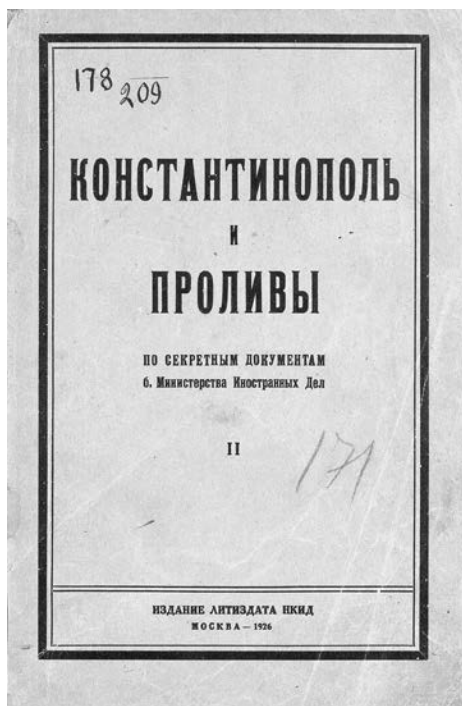 178
209
КОНСТАНТИНОПОЛЬ
И
ПРОЛИВЫ
ПО СЕКРЕТНЫМ ДОКУМЕНТАМ
б. Министерства Иностранных Дел
II
171
ИЗДАНИЕ ЛИТИЗДАТА НКИД
МОСКВА — 1926